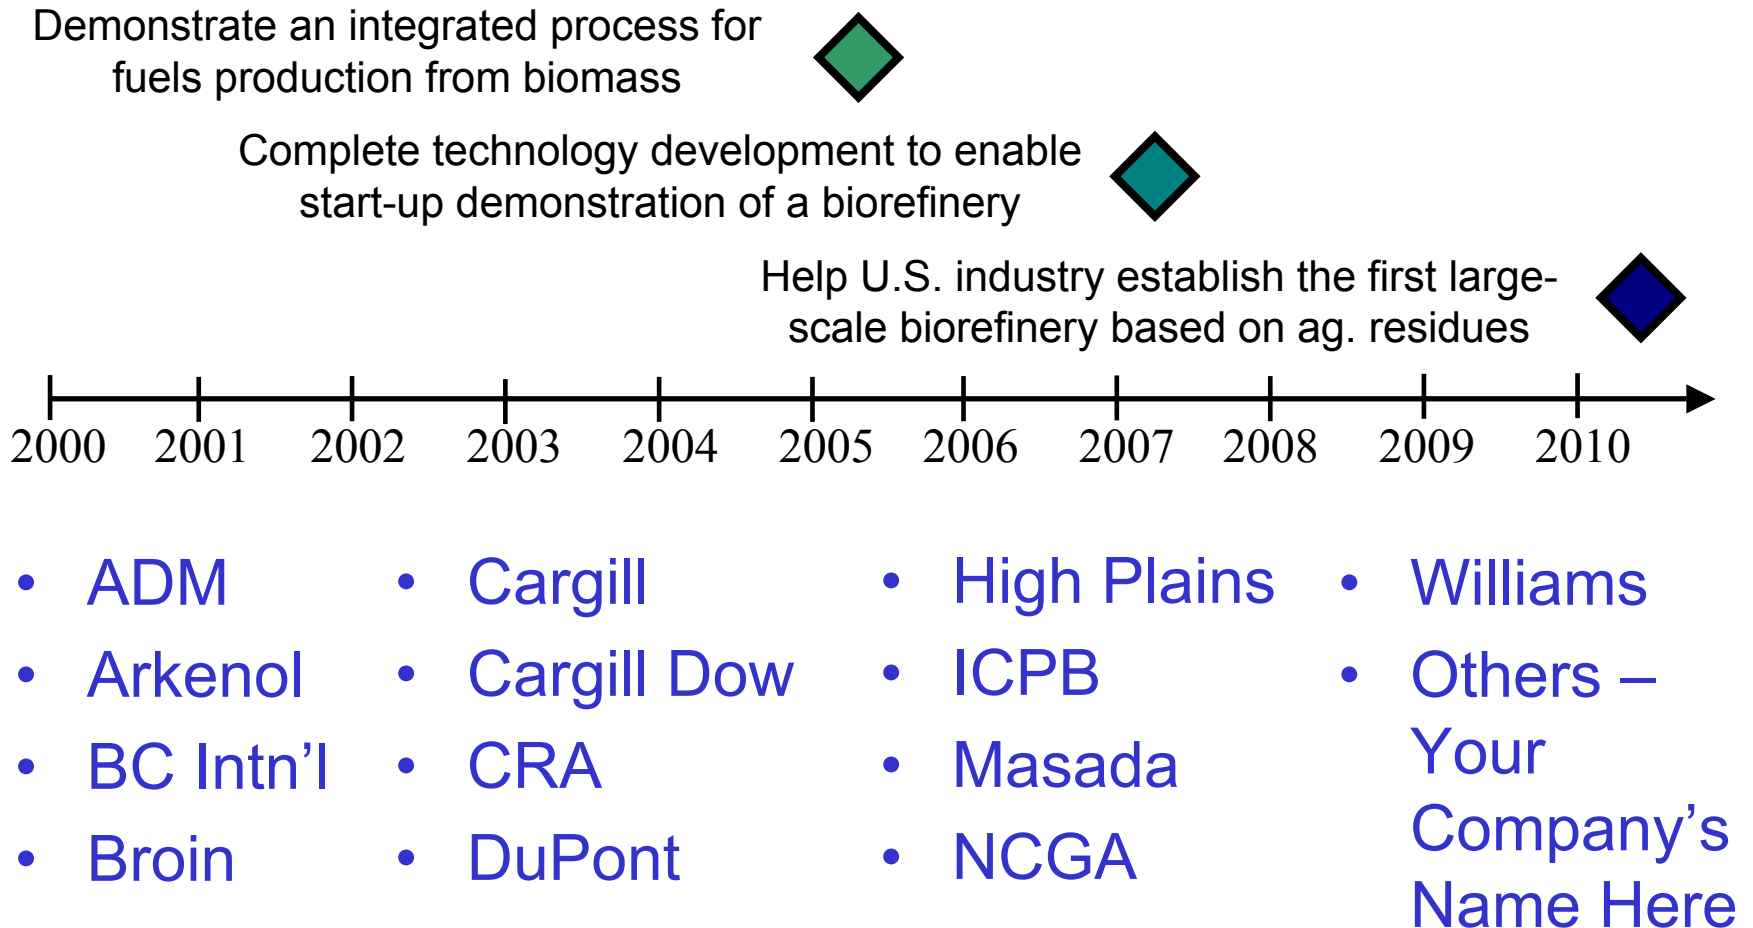 Demonstrate an integrated process for
fuels production from biomass
Complete technology development to enable
start-up demonstration of a biorefinery
Help U.S. industry establish the first large-
scale biorefinery based on ag. residues
2000 2001 2002 2003 2004 2005 2006 2007 2008 2009 2010
• ADM
• Arkenol
• BC Intn’l
• Broin
• Cargill
• Cargill Dow
• CRA
• DuPont
• High Plains
• ICPB
• Masada
• NCGA
• Williams
• Others –
Your
Company’s
Name Here